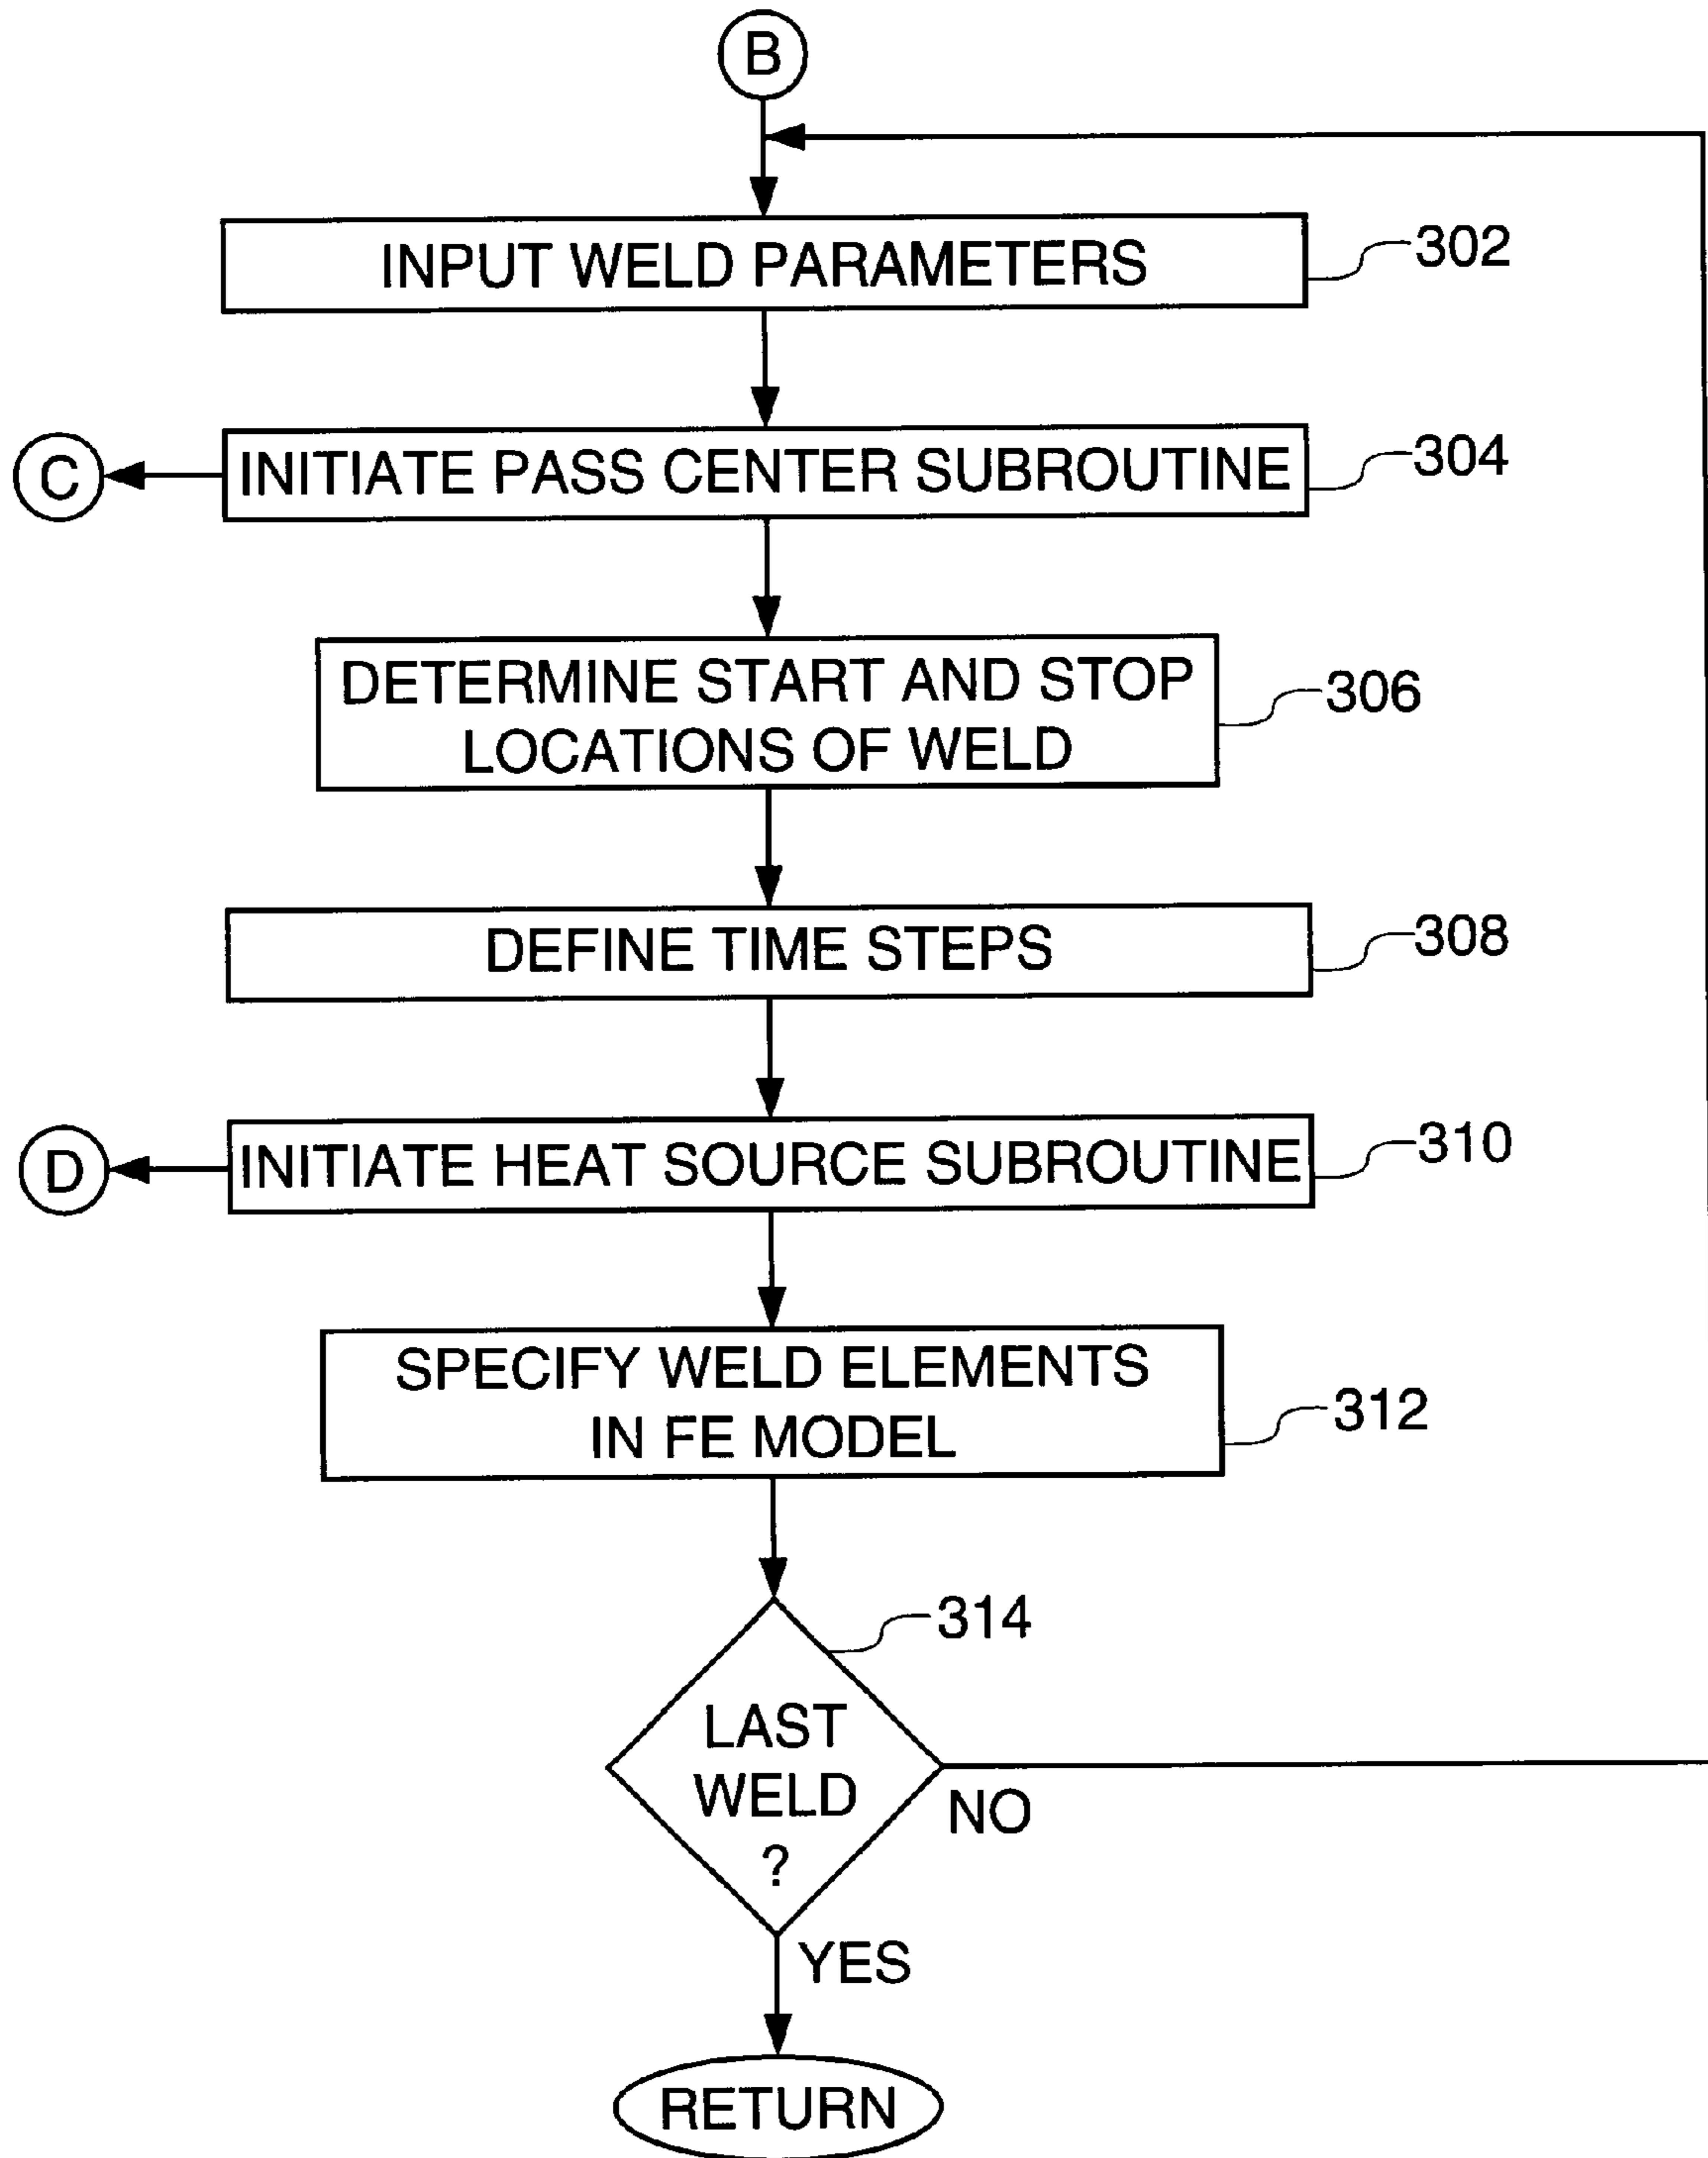 B
INPUT WELD PARAMETERS
302
C
INITIATE PASS CENTER SUBROUTINE
304
DETERMINE START AND STOP
LOCATIONS OF WELD
306
DEFINE TIME STEPS
308
D
INITIATE HEAT SOURCE SUBROUTINE
310
SPECIFY WELD ELEMENTS
IN FE MODEL
312
314
LAST
WELD
?
NO
YES
RETURN